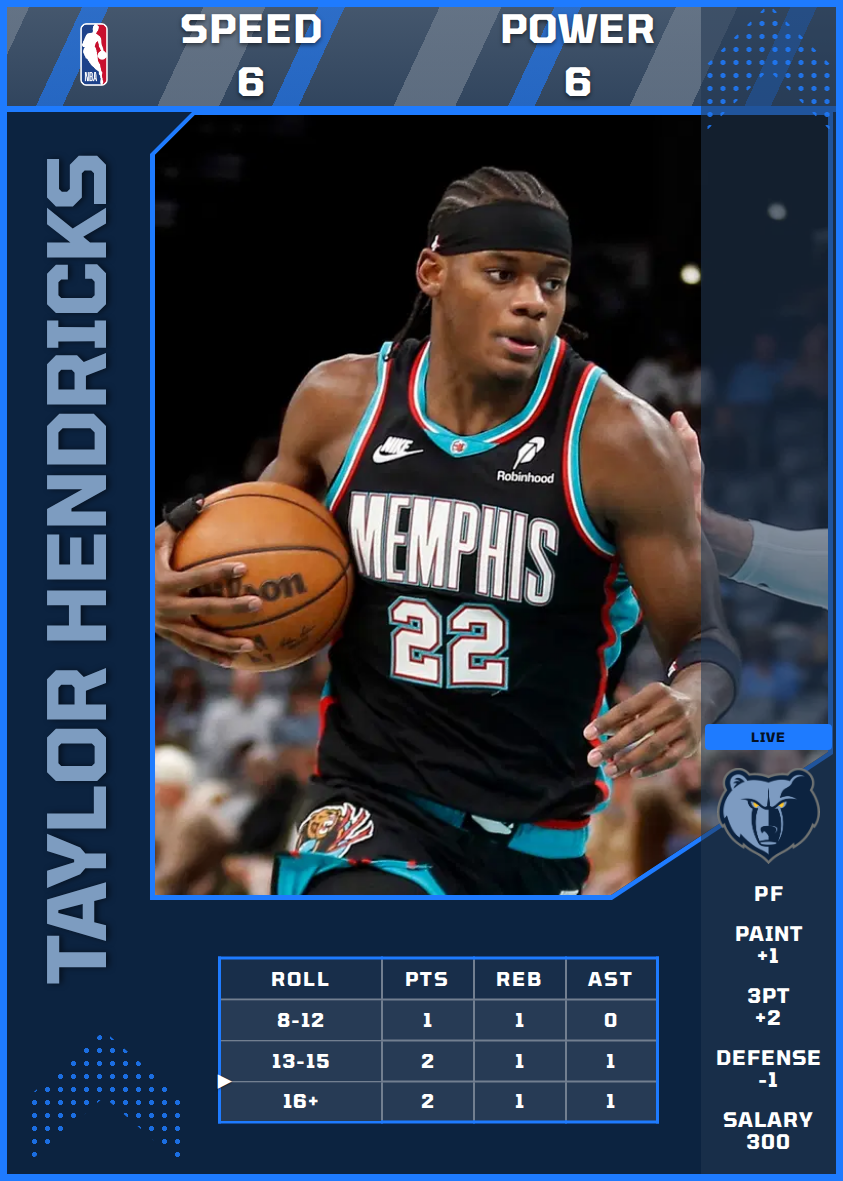 SPEED
6
POWER
6
NBA
TAYLOR HENDRICKS
NIKE
Robinhood
MEMPHIS
22
Wilson
LIVE
PF
PAINT
+1
3PT
+2
DEFENSE
-1
SALARY
300
ROLL PTS REB AST
8-12 1 1 0
13-15 2 1 1
16+ 2 1 1